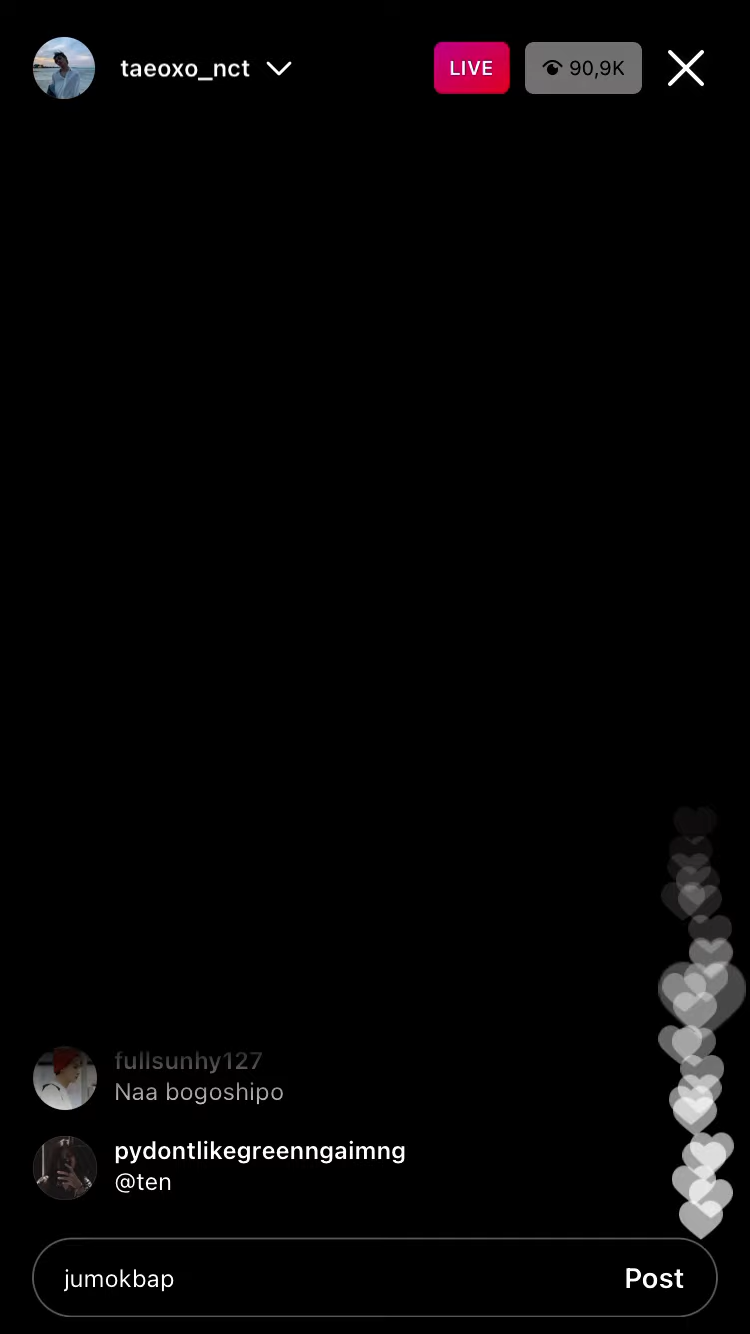 taeoxo_nct
LIVE
90,9K
fullsunhy127
Naa bogoshipo
pydontlikegreenngaimng
@ten
jumokbap
Post